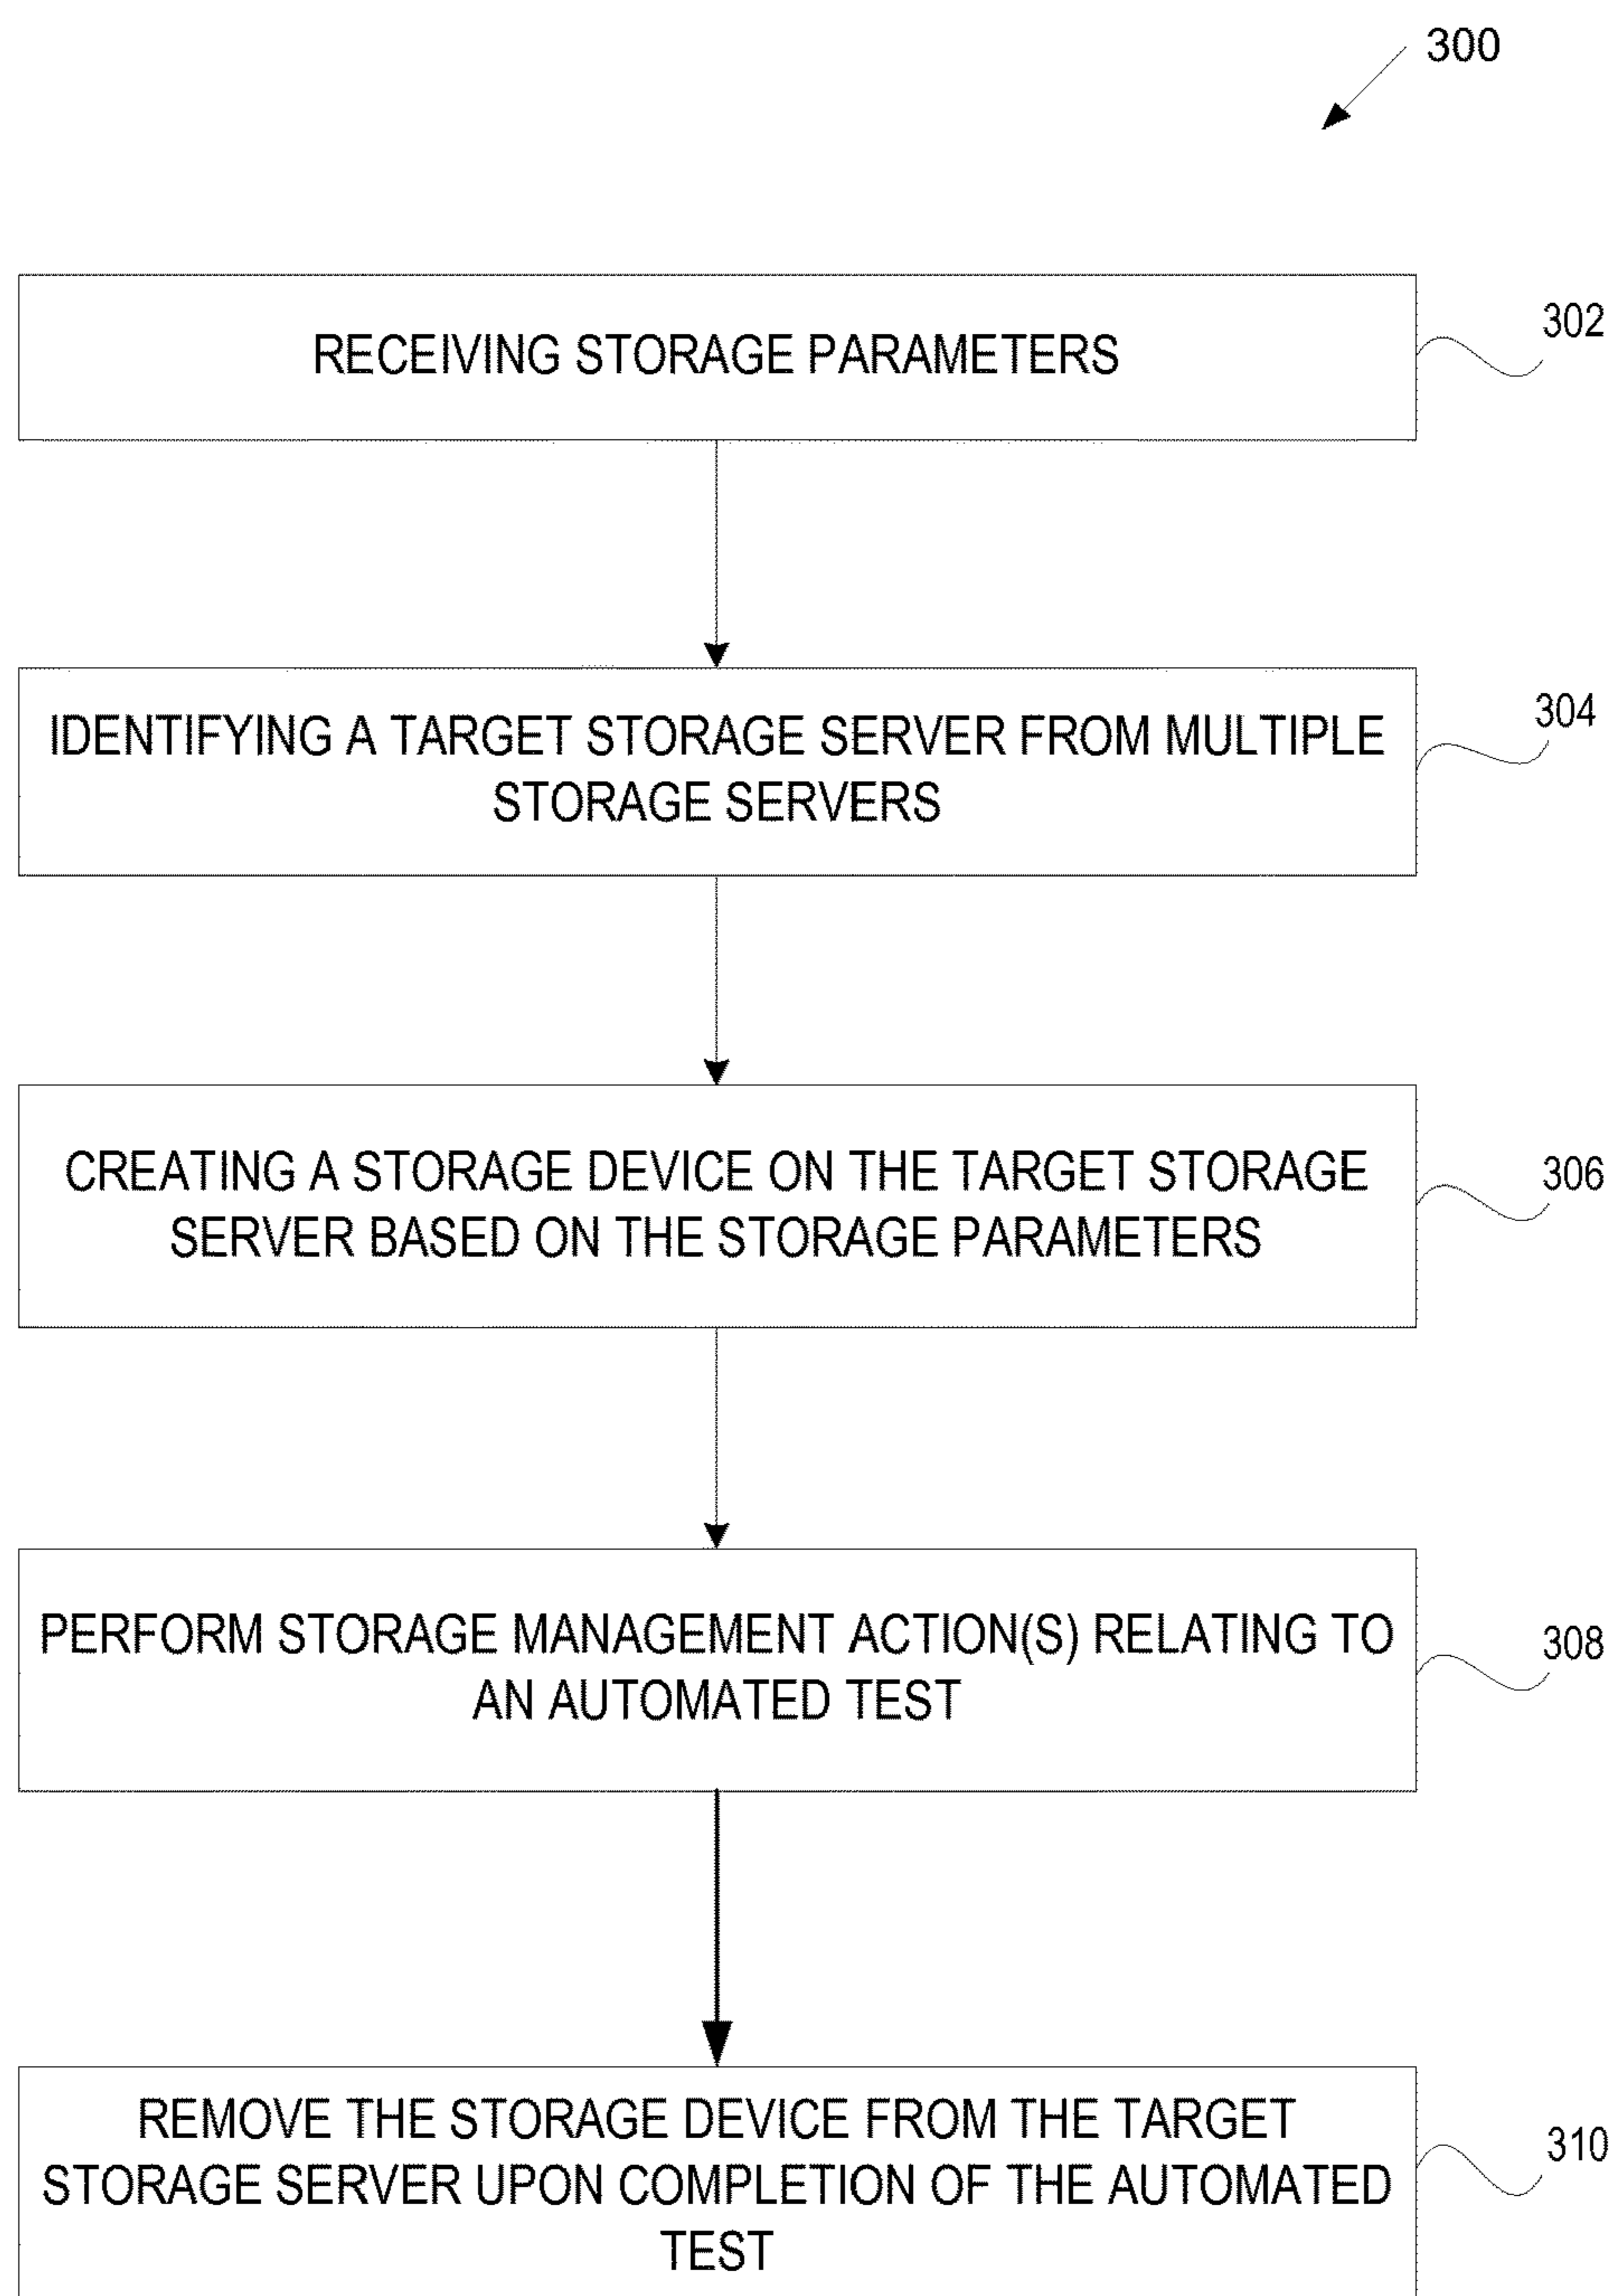 300
RECEIVING STORAGE PARAMETERS
302
IDENTIFYING A TARGET STORAGE SERVER FROM MULTIPLE
STORAGE SERVERS
304
CREATING A STORAGE DEVICE ON THE TARGET STORAGE
SERVER BASED ON THE STORAGE PARAMETERS
306
PERFORM STORAGE MANAGEMENT ACTION(S) RELATING TO
AN AUTOMATED TEST
308
REMOVE THE STORAGE DEVICE FROM THE TARGET
STORAGE SERVER UPON COMPLETION OF THE AUTOMATED
TEST
310